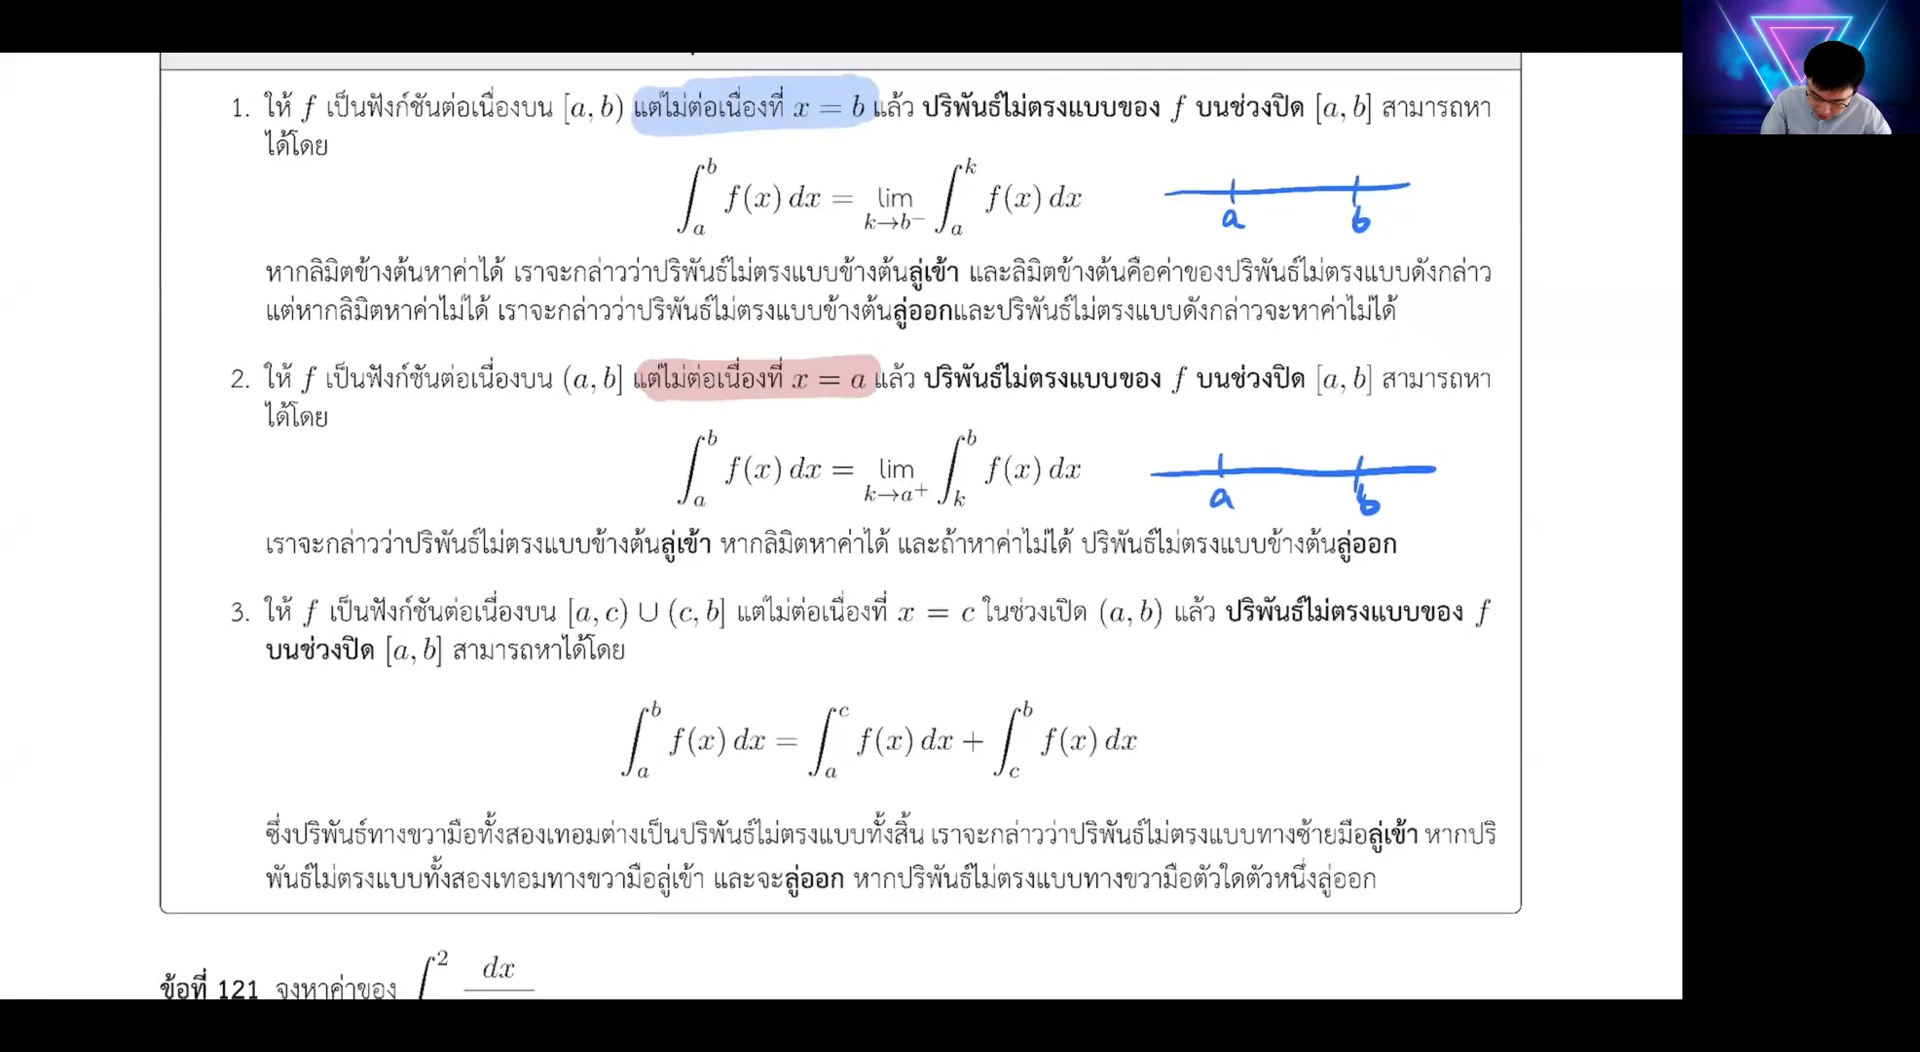 1. ให้ f เป็นฟังก์ชันต่อเนื่องบน [a, b) แต่ไม่ต่อเนื่องที่ x = b แล้ว ปริพันธ์ไม่ตรงแบบของ f บนช่วงปิด [a, b] สามารถหา
ได้โดย
∫_a^b f(x) dx = lim_{k→b⁻} ∫_a^k f(x) dx
a b
หากลิมิตข้างต้นหาค่าได้ เราจะกล่าวว่าปริพันธ์ไม่ตรงแบบข้างต้นลู่เข้า และลิมิตข้างต้นคือค่าของปริพันธ์ไม่ตรงแบบดังกล่าว
แต่หากลิมิตหาค่าไม่ได้ เราจะกล่าวว่าปริพันธ์ไม่ตรงแบบข้างต้นลู่ออกและปริพันธ์ไม่ตรงแบบดังกล่าวจะหาค่าไม่ได้
2. ให้ f เป็นฟังก์ชันต่อเนื่องบน (a, b] แต่ไม่ต่อเนื่องที่ x = a แล้ว ปริพันธ์ไม่ตรงแบบของ f บนช่วงปิด [a, b] สามารถหา
ได้โดย
∫_a^b f(x) dx = lim_{k→a⁺} ∫_k^b f(x) dx
a b
เราจะกล่าวว่าปริพันธ์ไม่ตรงแบบข้างต้นลู่เข้า หากลิมิตหาค่าได้ และถ้าหาค่าไม่ได้ ปริพันธ์ไม่ตรงแบบข้างต้นลู่ออก
3. ให้ f เป็นฟังก์ชันต่อเนื่องบน [a, c) ∪ (c, b] แต่ไม่ต่อเนื่องที่ x = c ในช่วงเปิด (a, b) แล้ว ปริพันธ์ไม่ตรงแบบของ f
บนช่วงปิด [a, b] สามารถหาได้โดย
∫_a^b f(x) dx = ∫_a^c f(x) dx + ∫_c^b f(x) dx
ซึ่งปริพันธ์ทางขวามือทั้งสองเทอมต่างเป็นปริพันธ์ไม่ตรงแบบทั้งสิ้น เราจะกล่าวว่าปริพันธ์ไม่ตรงแบบทางซ้ายมือลู่เข้า หากปริ
พันธ์ไม่ตรงแบบทั้งสองเทอมทางขวามือลู่เข้า และจะลู่ออก หากปริพันธ์ไม่ตรงแบบทางขวามือตัวใดตัวหนึ่งลู่ออก
ข้อที่ 121 จงหาค่าของ ∫^2 dx